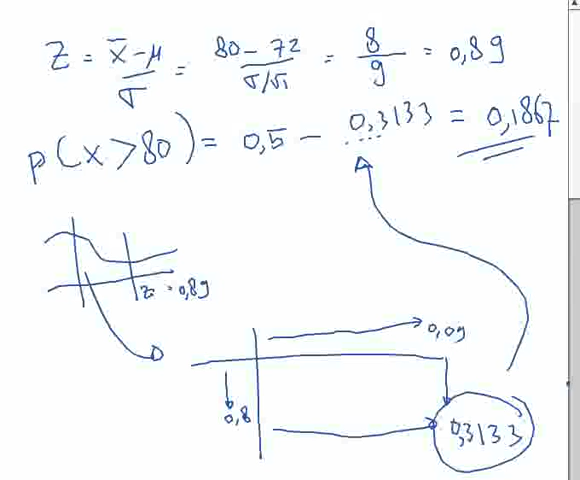 Z = x̄-μ/σ = 80-72/σ/√1 = 8/9 = 0,89
p(x>80) = 0,5 - 0,3133 = 0,1867
z = 0,89
0,09
0,8
0,3133